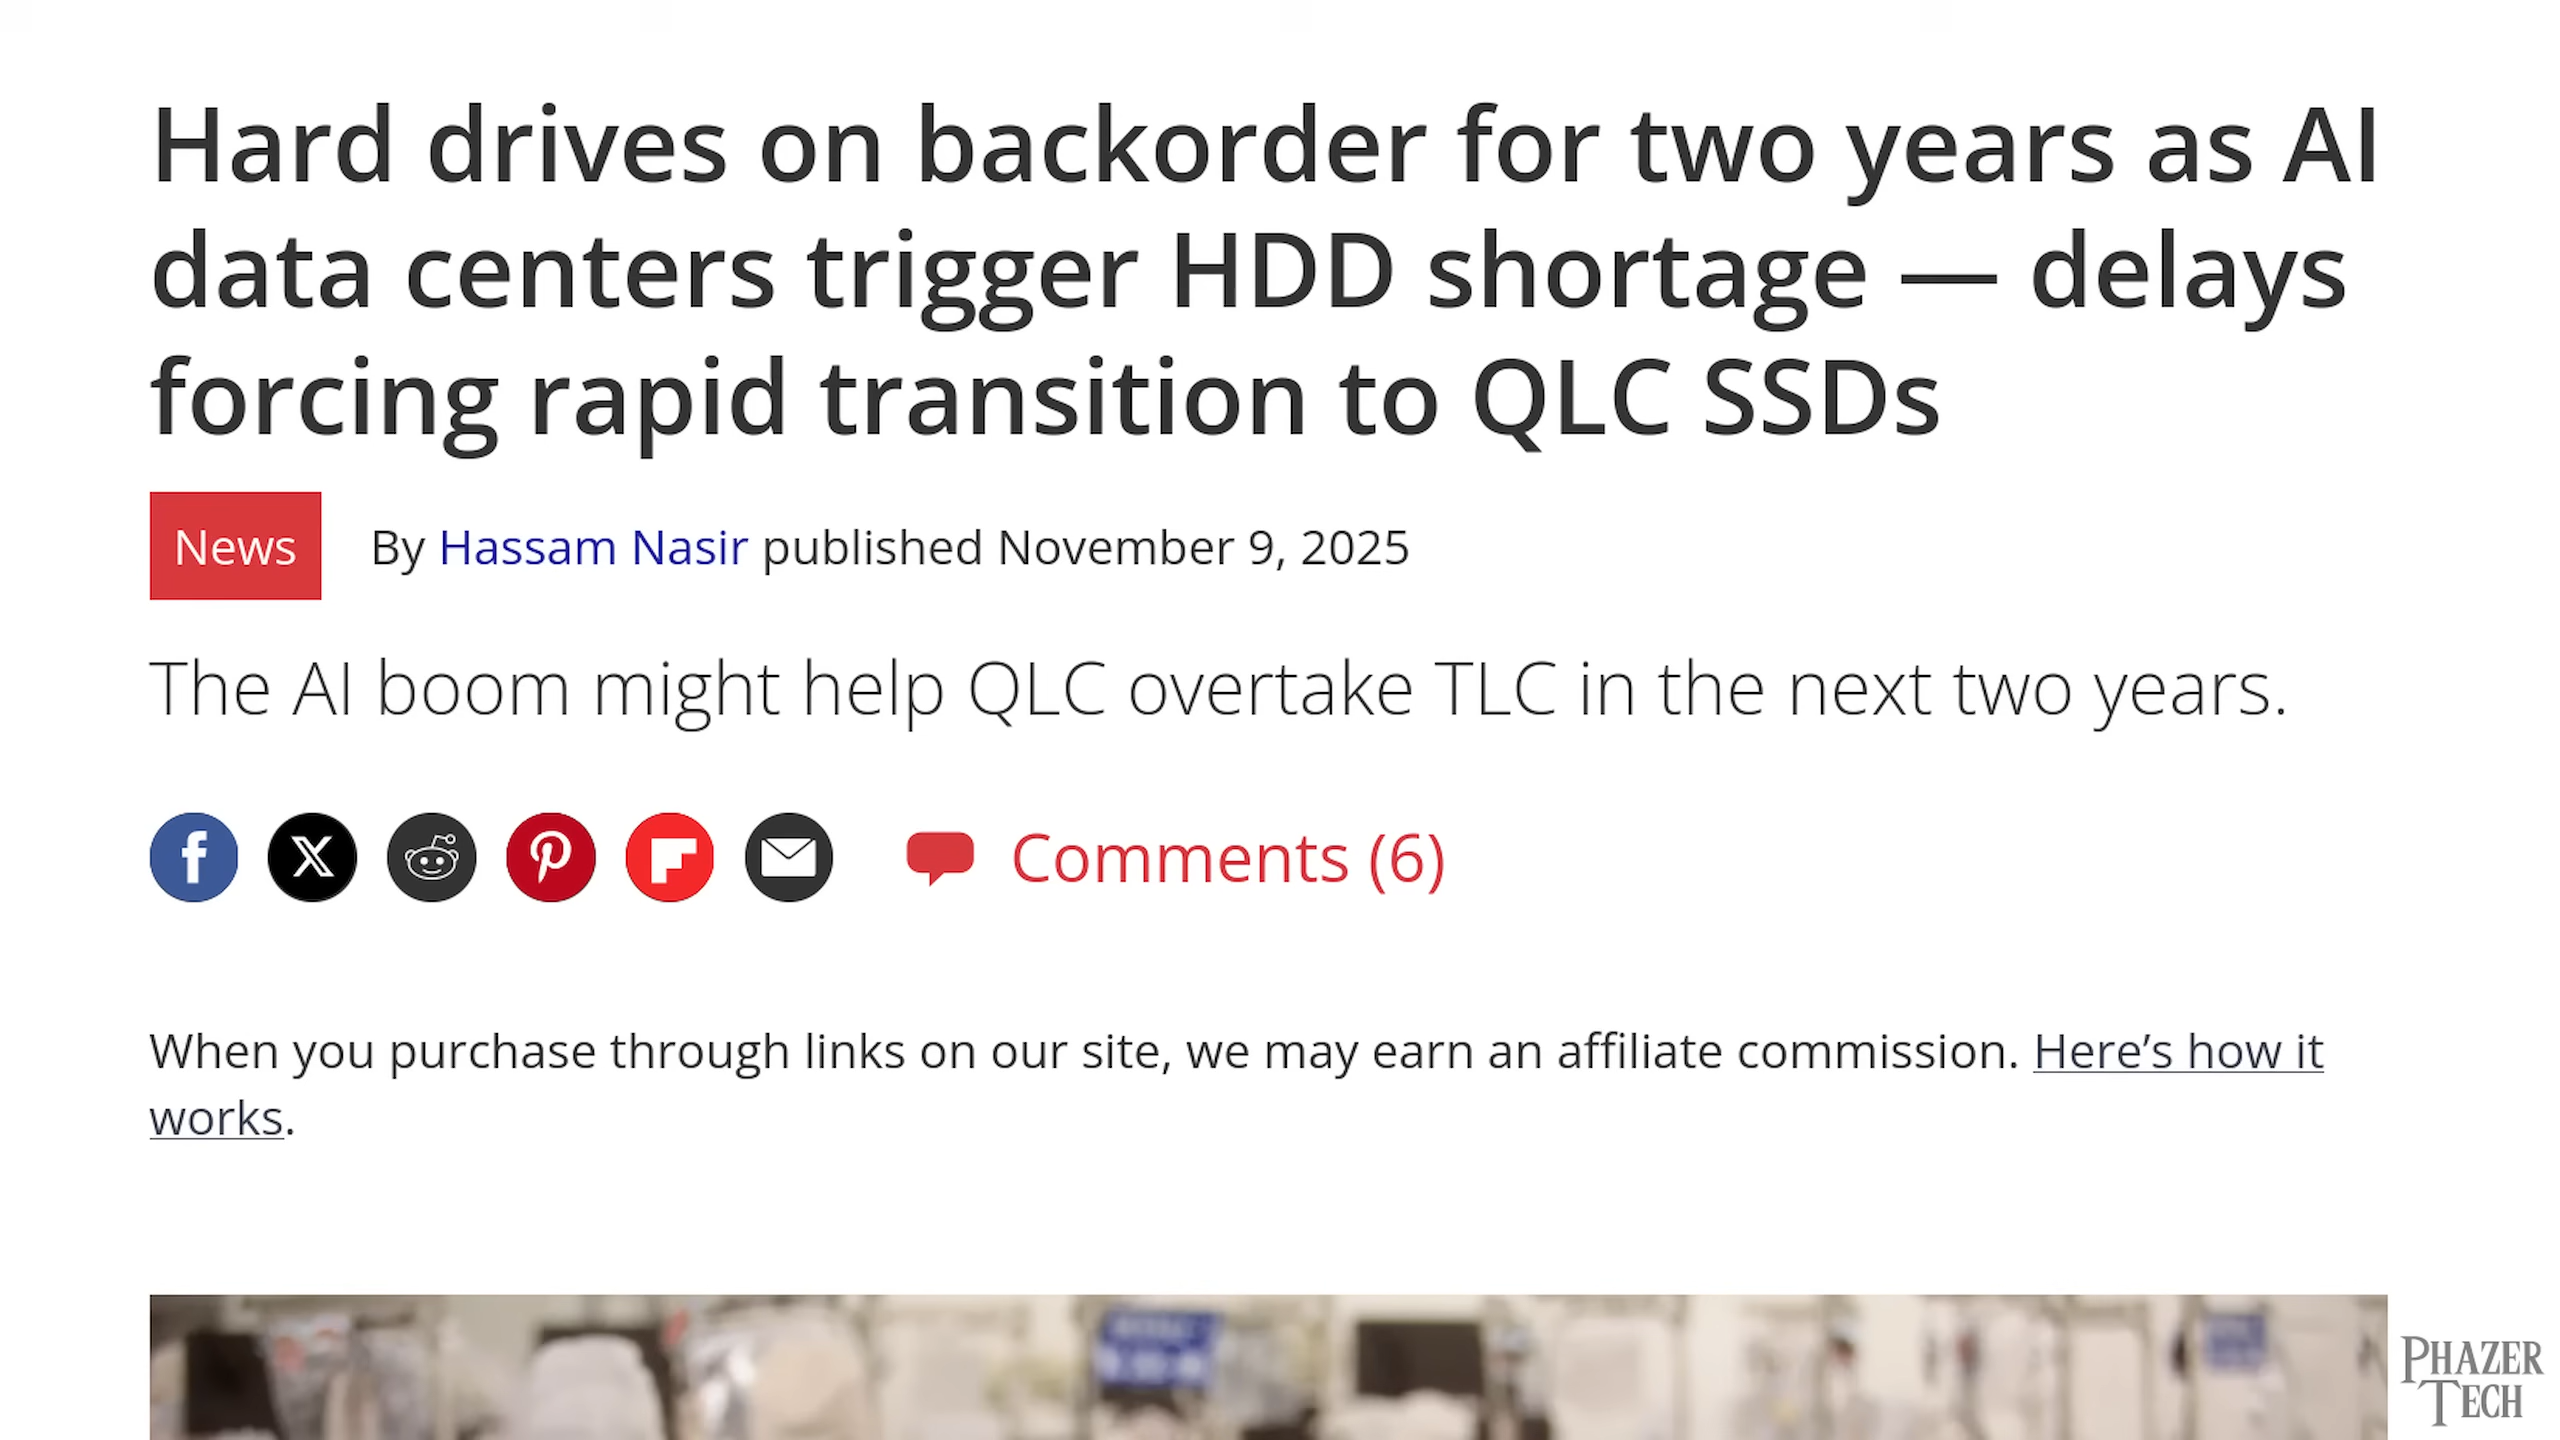 Hard drives on backorder for two years as AI
data centers trigger HDD shortage — delays
forcing rapid transition to QLC SSDs
News
By Hassam Nasir published November 9, 2025
The AI boom might help QLC overtake TLC in the next two years.
Comments (6)
When you purchase through links on our site, we may earn an affiliate commission. Here’s how it
works.
PHAZER
TECH